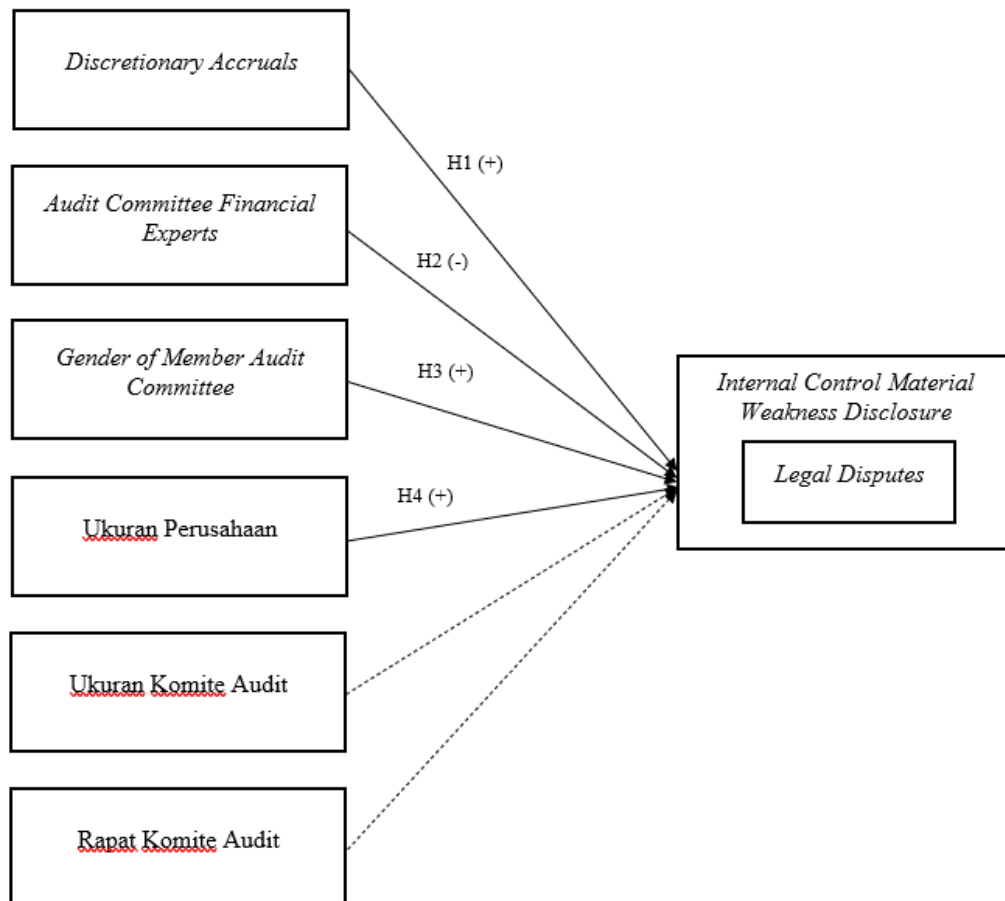 Discretionary Accruals
H1 (+)
Audit Committee Financial
Experts
H2 (-)
Gender of Member Audit
Committee
H3 (+)
Internal Control Material
Weakness Disclosure
Legal Disputes
Ukuran Perusahaan
H4 (+)
Ukuran Komite Audit
Rapat Komite Audit